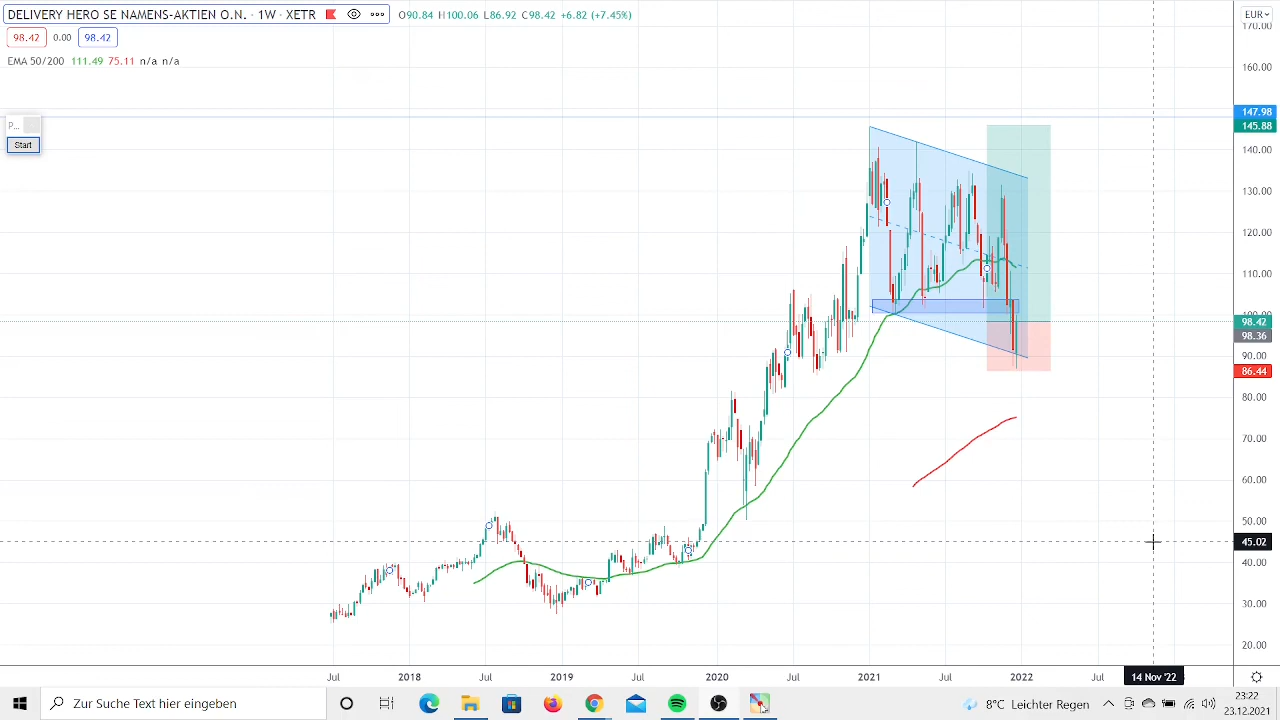 DELIVERY HERO SE NAMENS-AKTIEN O.N. · 1W · XETR O90.84 H100.06 L86.92 C98.42 +6.82 (+7.45%) EUR
98.42 0.00 98.42
EMA 50/200 111.49 75.11 n/a n/a
P...
Start
170.00
160.00
147.98
145.88
140.00
130.00
120.00
110.00
100.00
98.42
98.36
90.00
86.44
80.00
70.00
60.00
50.00
45.02
40.00
30.00
20.00
Jul 2018 Jul 2019 Jul 2020 Jul 2021 Jul 2022 Jul 14 Nov '22
Zur Suche Text hier eingeben
8°C Leichter Regen
23:22
23.12.2021